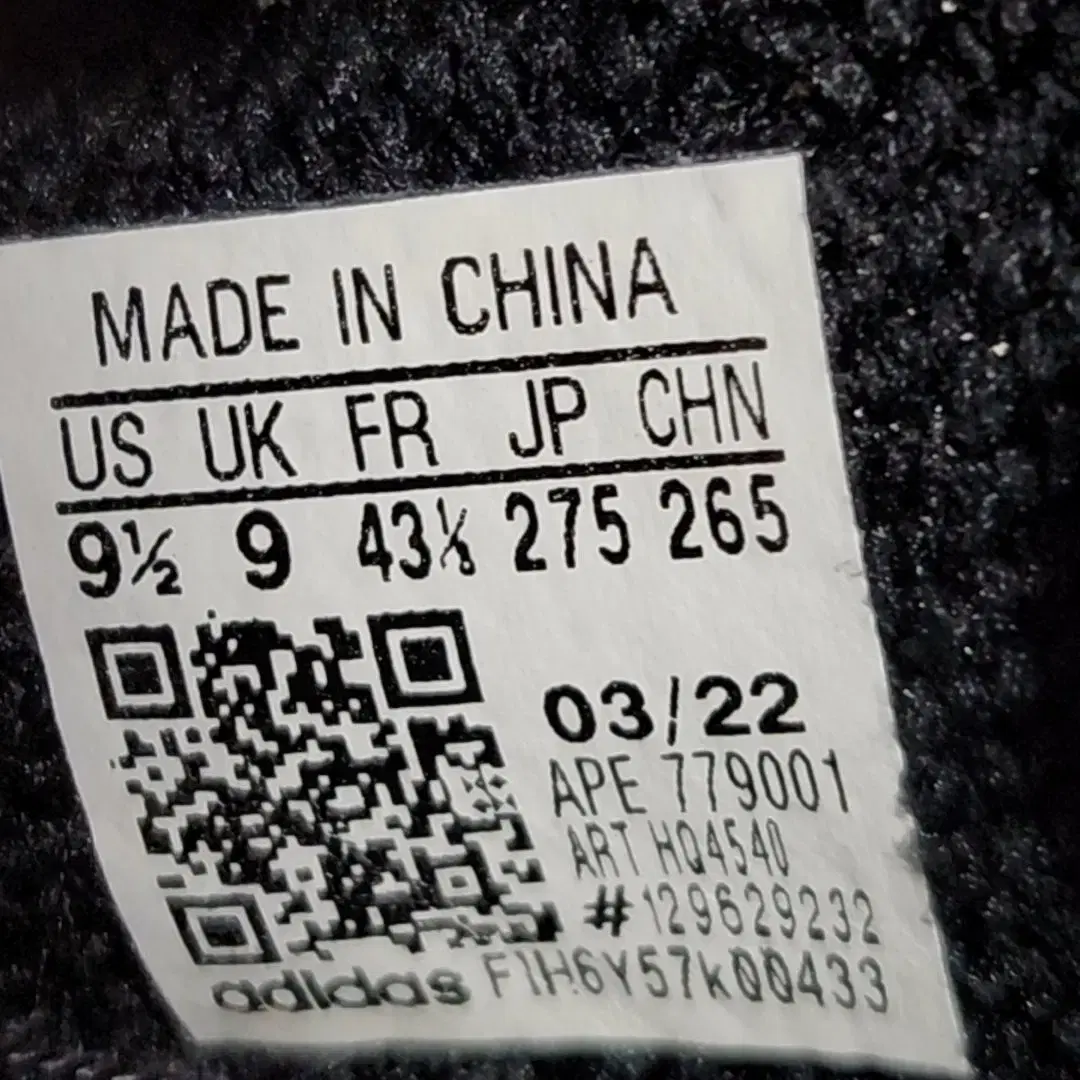 MADE IN CHINA
US UK FR JP CHN
9½ 9 43⅓ 275 265
03/22
APE 779001
ART HQ4540
#129629232
adidas F1H6Y57k00433